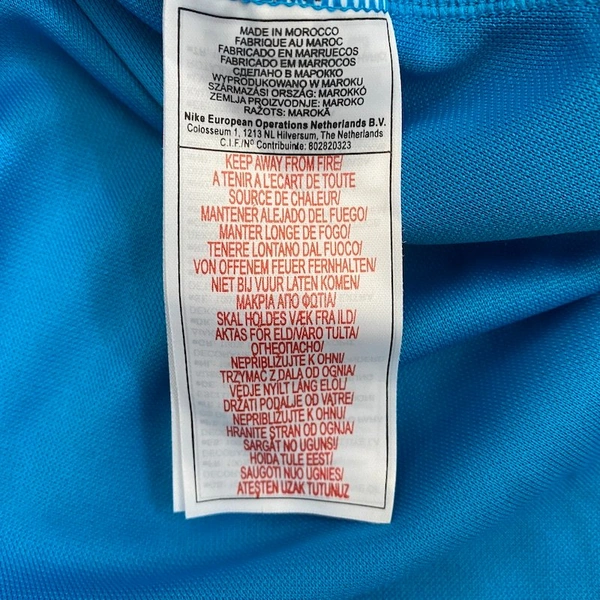 MADE IN MOROCCO
FABRIQUE AU MAROC
FABRICADO EN MARRUECOS
FABRICADO EM MARROCOS
СДЕЛАНО В МАРОККО
WYPRODUKOWANO W MAROKU
SZÁRMAZÁSI ORSZÁG: MAROKKÓ
ZEMLJA PROIZVODNJE: MAROKO
RAŽOTS: MAROKĀ
Nike European Operations Netherlands B.V.
Colosseum 1, 1213 NL Hilversum, The Netherlands
C.I.F./Nº Contribuinte: 802820323
KEEP AWAY FROM FIRE/
A TENIR A L'ECART DE TOUTE
SOURCE DE CHALEUR/
MANTENER ALEJADO DEL FUEGO/
MANTER LONGE DE FOGO/
TENERE LONTANO DAL FUOCO/
VON OFFENEM FEUER FERNHALTEN/
NIET BIJ VUUR LATEN KOMEN/
ΜΑΚΡΙΑ ΑΠΟ ΦΩΤΙΑ/
SKAL HOLDES VÆK FRA ILD/
AKTAS FÖR ELD/VARO TULTA/
ОГНЕОПАСНО/
NEPŘIBLIŽUJTE K OHNI/
TRZYMAĆ Z DALA OD OGNIA/
VÉDJE NYILT LÁNG ELÖL/
DRŽATI PODALJE OD VATRE/
NEPRIBLIŽUJTE K OHŇU/
HRANITE STRAN OD OGNJA/
SARGĀT NO UGUNS/
HOIDA TULE EEST/
SAUGOTI NUO UGNIES/
ATEŞTEN UZAK TUTUNUZ